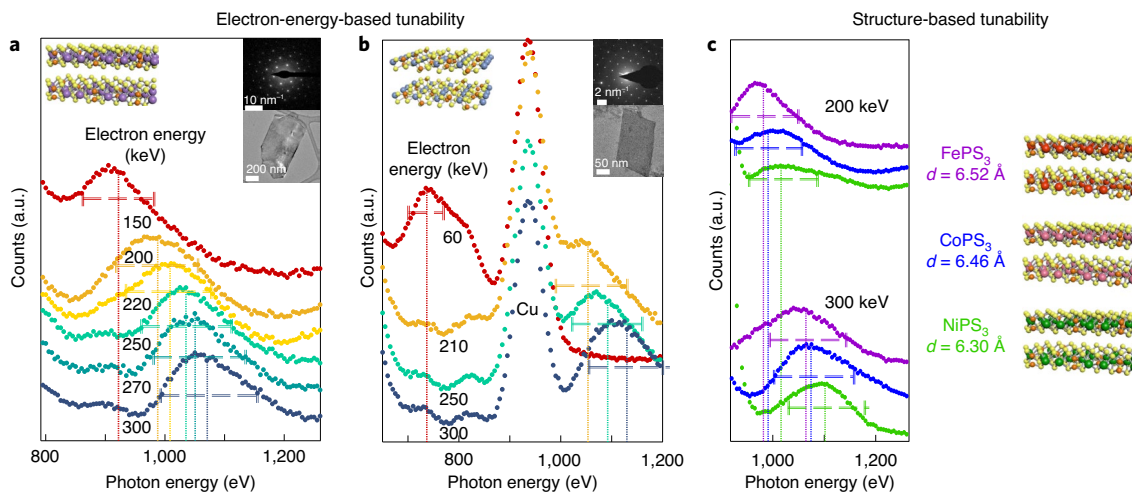 Electron-energy-based tunability
Structure-based tunability
a
10 nm⁻¹
200 nm
Electron energy
(keV)
150
200
220
250
270
300
Counts (a.u.)
800
1,000
1,200
Photon energy (eV)
b
2 nm⁻¹
50 nm
Electron energy
(keV)
60
Cu
210
250
300
Counts (a.u.)
800
1,000
1,200
Photon energy (eV)
c
200 keV
300 keV
Counts (a.u.)
1,000
1,200
Photon energy (eV)
FePS₃
d = 6.52 Å
CoPS₃
d = 6.46 Å
NiPS₃
d = 6.30 Å